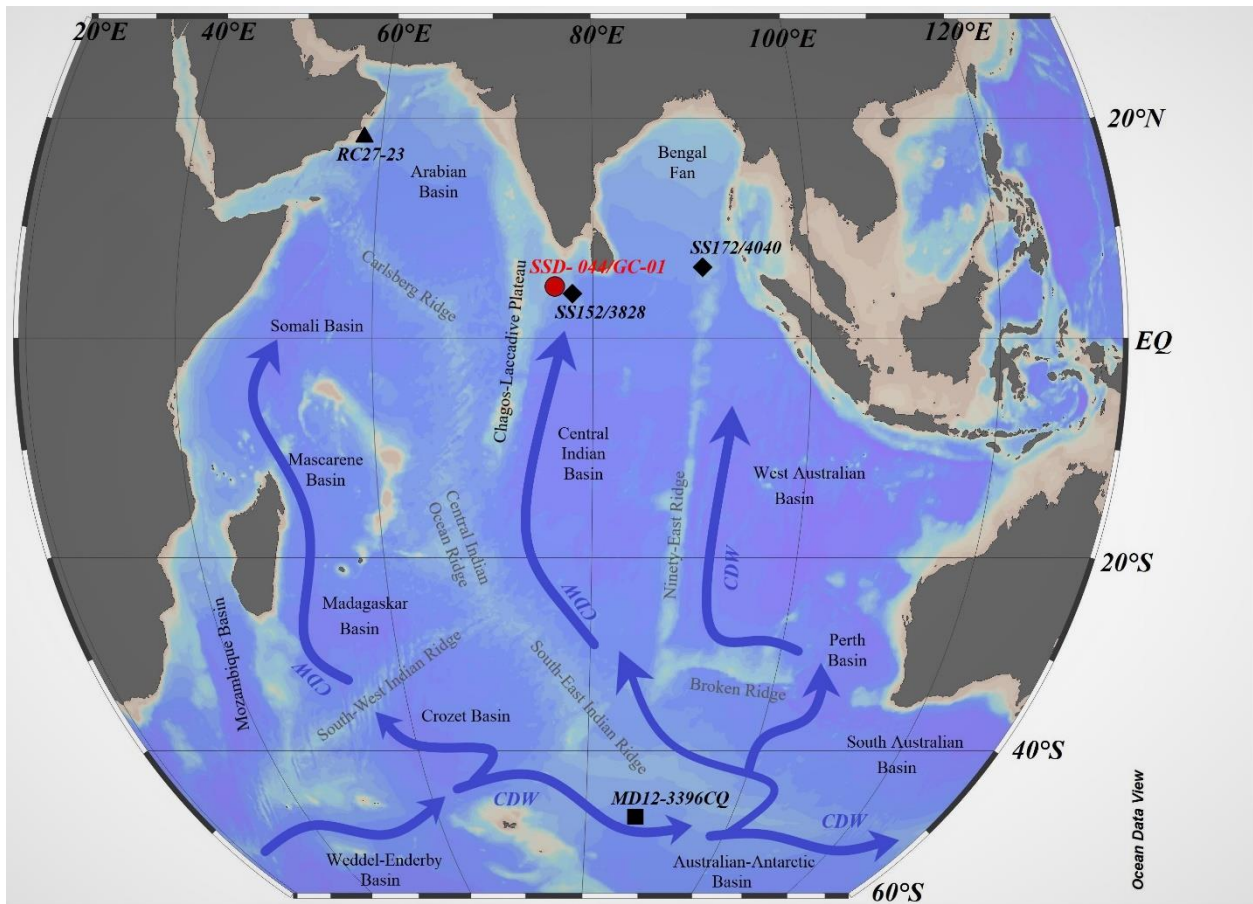 20°E
40°E
60°E
80°E
100°E
120°E
20°N
RC27-23
Arabian
Basin
Bengal
Fan
SS172/4040
SSD- 044/GC-01
SS152/3828
Carlsberg Ridge
Chagos-Laccadive Plateau
Somali Basin
EQ
Mascarene
Basin
Central
Indian
Basin
West Australian
Basin
Ninety-East Ridge
Central Indian
Ocean Ridge
CDW
CDW
20°S
Madagaskar
Basin
Mozambique Basin
CDW
South-West Indian Ridge
South-East Indian Ridge
Perth
Basin
Broken Ridge
Crozet Basin
South Australian
Basin
40°S
CDW
MD12-3396CQ
CDW
Weddel-Enderby
Basin
Australian-Antarctic
Basin
60°S
Ocean Data View